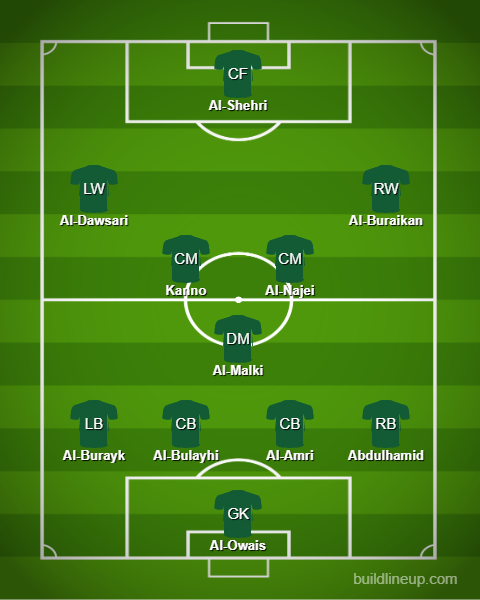 CF
Al-Shehri
LW
Al-Dawsari
RW
Al-Buraikan
CM
Kanno
CM
Al-Najei
DM
Al-Malki
LB
Al-Burayk
CB
Al-Bulayhi
CB
Al-Amri
RB
Abdulhamid
GK
Al-Owais
buildlineup.com